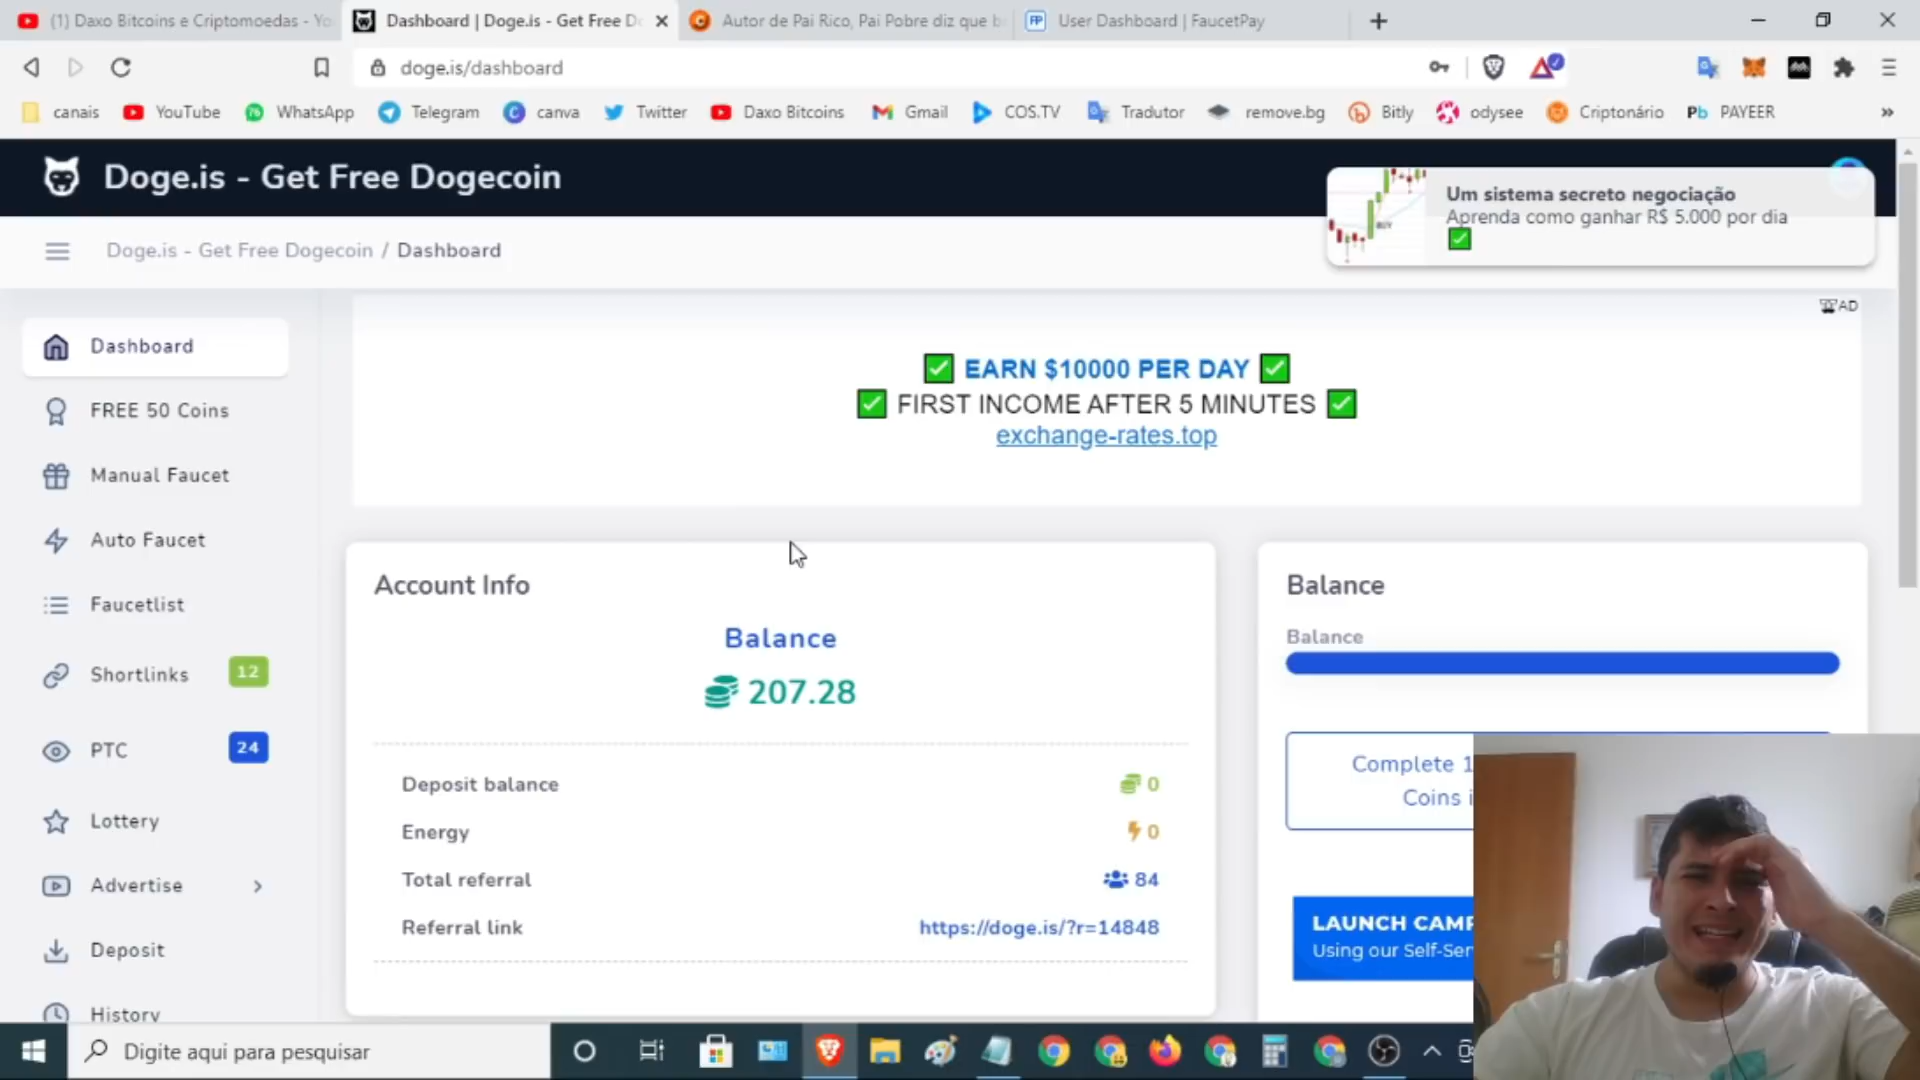 (1) Daxo Bitcoins e Criptomoedas - Yo
Dashboard | Doge.is - Get Free Do
Autor de Pai Rico, Pai Pobre diz que b
User Dashboard | FaucetPay
doge.is/dashboard
canais
YouTube
WhatsApp
Telegram
canva
Twitter
Daxo Bitcoins
Gmail
COS.TV
Tradutor
remove.bg
Bitly
odysee
Criptonário
Pb PAYEER
Doge.is - Get Free Dogecoin
Um sistema secreto negociação
Aprenda como ganhar R$ 5.000 por dia
BUY
Doge.is - Get Free Dogecoin / Dashboard
AD
EARN $10000 PER DAY
FIRST INCOME AFTER 5 MINUTES
exchange-rates.top
Dashboard
FREE 50 Coins
Manual Faucet
Auto Faucet
Faucetlist
Shortlinks 12
PTC 24
Lottery
Advertise
Deposit
History
Account Info
Balance
207.28
Deposit balance 0
Energy 0
Total referral 84
Referral link https://doge.is/?r=14848
Balance
Balance
Complete 1
Coins i
LAUNCH CAMP
Using our Self-Ser
Digite aqui para pesquisar